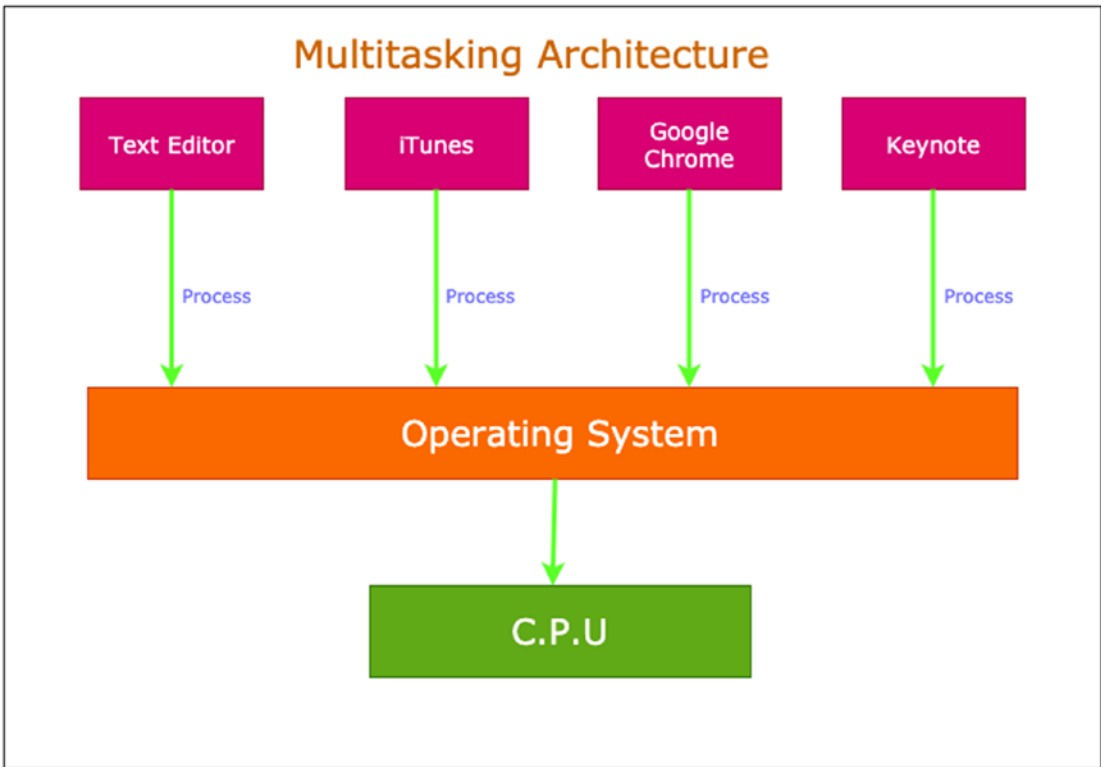 Multitasking Architecture
Text Editor
iTunes
Google
Chrome
Keynote
Process
Process
Process
Process
Operating System
C.P.U